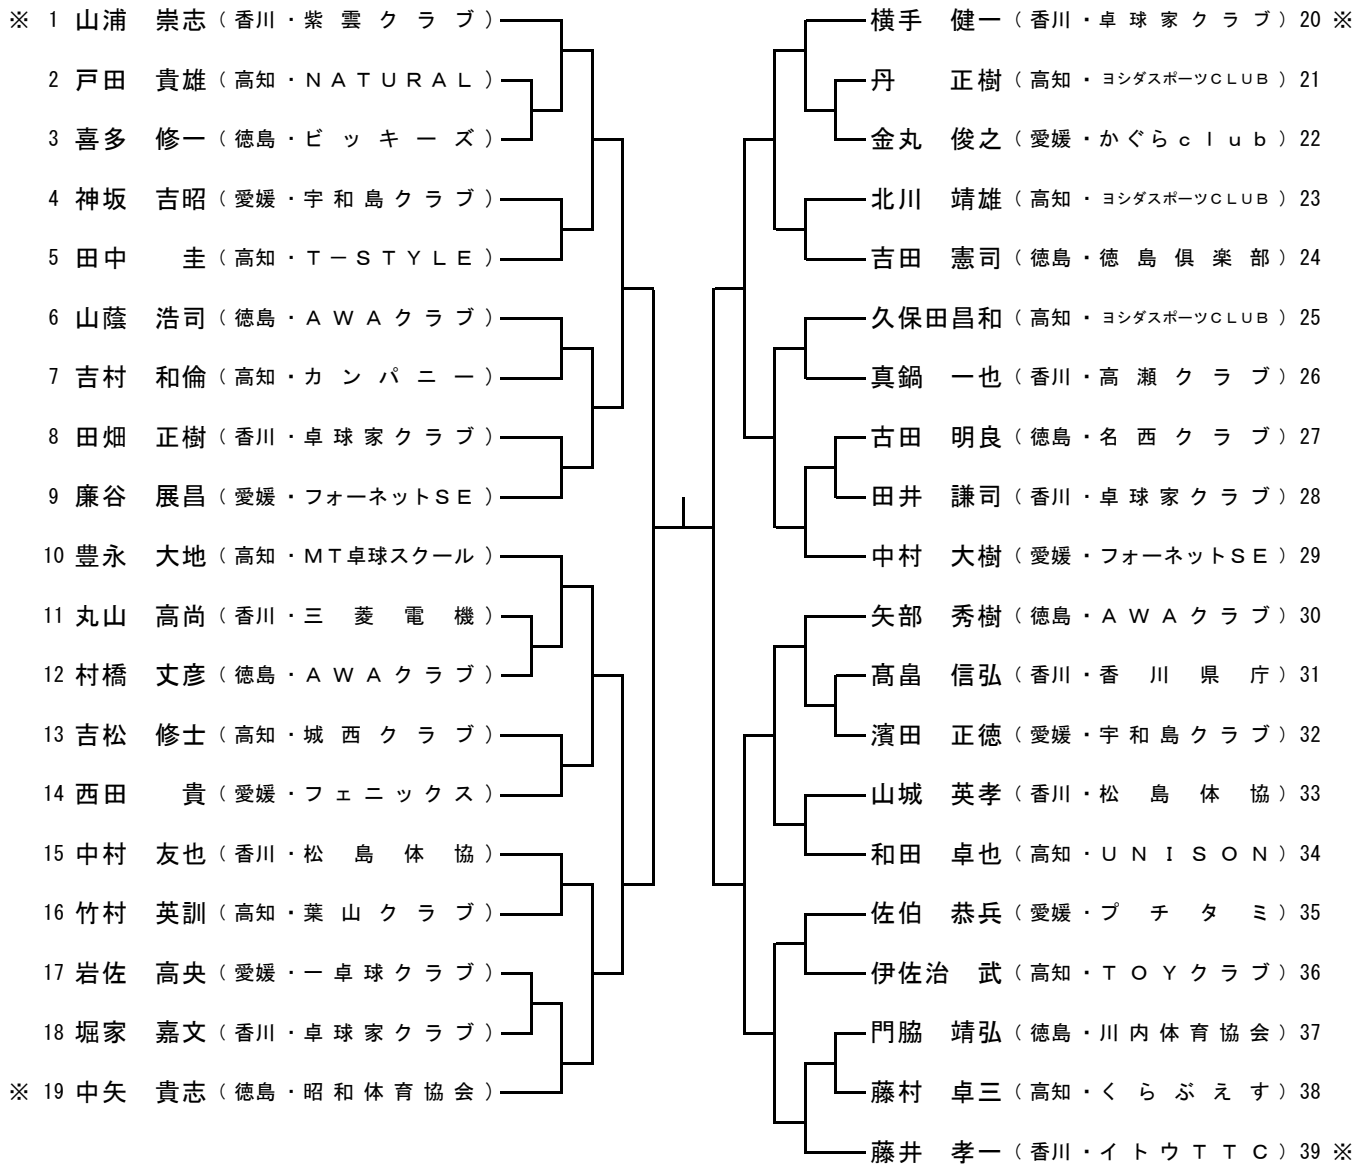 ※ 1 山浦 崇志 （香川・紫雲クラブ）
2 戸田 貴雄 （高知・ＮＡＴＵＲＡＬ）
3 喜多 修一 （徳島・ビッキーズ）
4 神坂 吉昭 （愛媛・宇和島クラブ）
5 田中 圭 （高知・Ｔ－ＳＴＹＬＥ）
6 山蔭 浩司 （徳島・ＡＷＡクラブ）
7 吉村 和倫 （高知・カンパニー）
8 田畑 正樹 （香川・卓球家クラブ）
9 廉谷 展昌 （愛媛・フォーネットＳＥ）
10 豊永 大地 （高知・ＭＴ卓球スクール）
11 丸山 高尚 （香川・三菱電機）
12 村橋 丈彦 （徳島・ＡＷＡクラブ）
13 吉松 修士 （高知・城西クラブ）
14 西田 貴 （愛媛・フェニックス）
15 中村 友也 （香川・松島体協）
16 竹村 英訓 （高知・葉山クラブ）
17 岩佐 高央 （愛媛・一卓球クラブ）
18 堀家 嘉文 （香川・卓球家クラブ）
※ 19 中矢 貴志 （徳島・昭和体育協会）
横手 健一 （香川・卓球家クラブ） 20 ※
丹 正樹 （高知・ヨシダスポーツＣＬＵＢ） 21
金丸 俊之 （愛媛・かぐらｃｌｕｂ） 22
北川 靖雄 （高知・ヨシダスポーツＣＬＵＢ） 23
吉田 憲司 （徳島・徳島倶楽部） 24
久保田昌和 （高知・ヨシダスポーツＣＬＵＢ） 25
真鍋 一也 （香川・高瀬クラブ） 26
古田 明良 （徳島・名西クラブ） 27
田井 謙司 （香川・卓球家クラブ） 28
中村 大樹 （愛媛・フォーネットＳＥ） 29
矢部 秀樹 （徳島・ＡＷＡクラブ） 30
髙畠 信弘 （香川・香川県庁） 31
濱田 正徳 （愛媛・宇和島クラブ） 32
山城 英孝 （香川・松島体協） 33
和田 卓也 （高知・ＵＮＩＳＯＮ） 34
佐伯 恭兵 （愛媛・プチタミ） 35
伊佐治 武 （高知・ＴＯＹクラブ） 36
門脇 靖弘 （徳島・川内体育協会） 37
藤村 卓三 （高知・くらぶえす） 38
藤井 孝一 （香川・イトウＴＴＣ） 39 ※